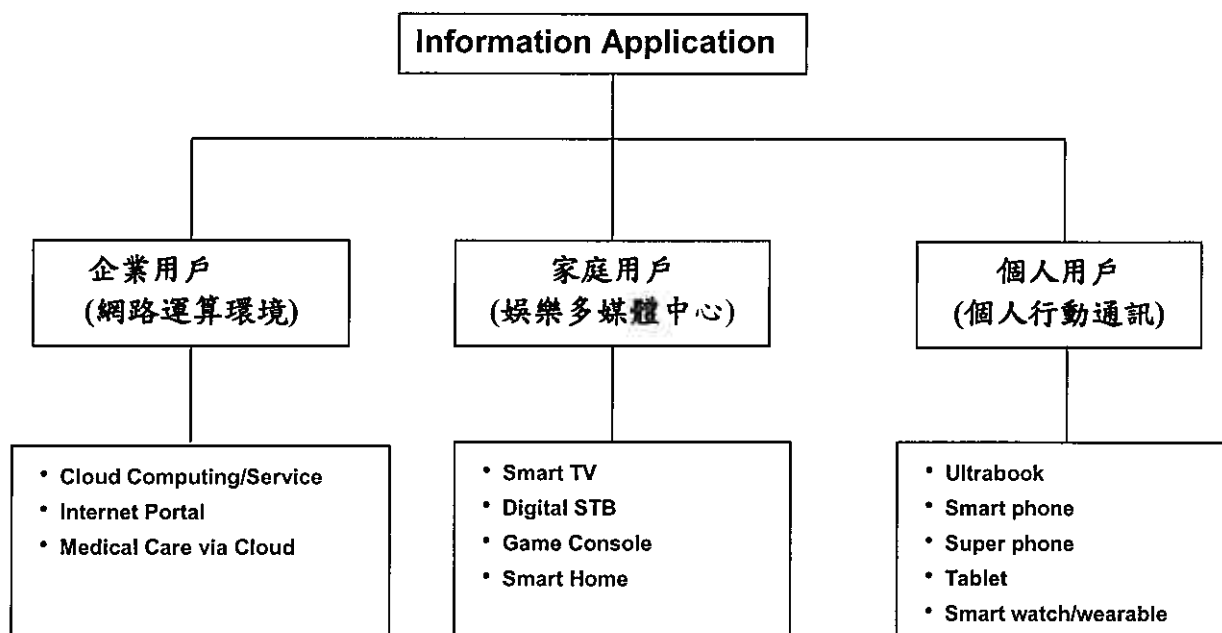 Information Application
企業用戶
(網路運算環境)
家庭用戶
(娛樂多媒體中心)
個人用戶
(個人行動通訊)
• Cloud Computing/Service
• Internet Portal
• Medical Care via Cloud
• Smart TV
• Digital STB
• Game Console
• Smart Home
• Ultrabook
• Smart phone
• Super phone
• Tablet
• Smart watch/wearable